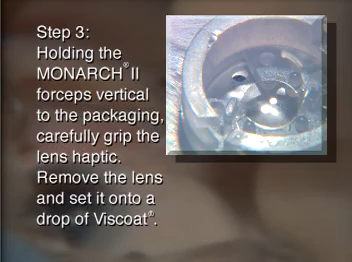 Step 3:
Holding the
MONARCH® II
forceps vertical
to the packaging,
carefully grip the
lens haptic.
Remove the lens
and set it onto a
drop of Viscoat®.